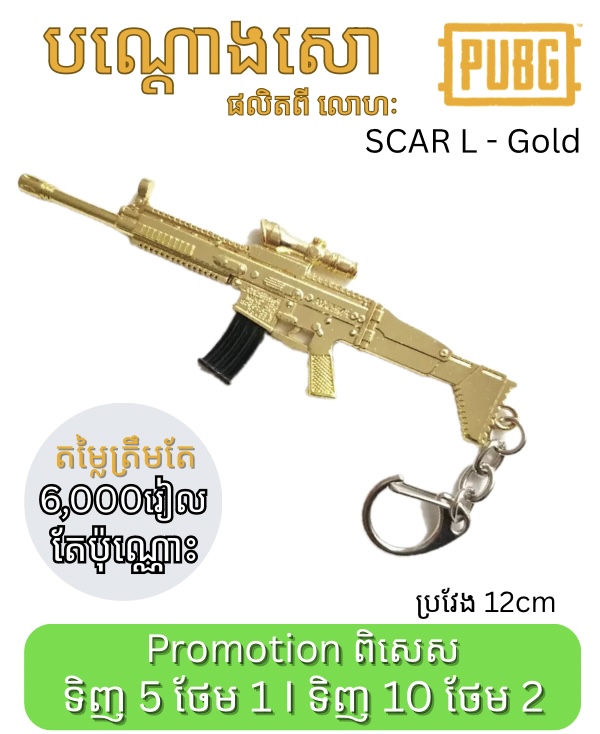 បណ្តោងសោ
PUBG
ផលិតពី លោហៈ
SCAR L - Gold
តម្លៃត្រឹមតែ
6,000រៀល
តែប៉ុណ្ណោះ
ប្រវែង 12cm
Promotion ពិសេស
ទិញ 5 ថែម 1 | ទិញ 10 ថែម 2